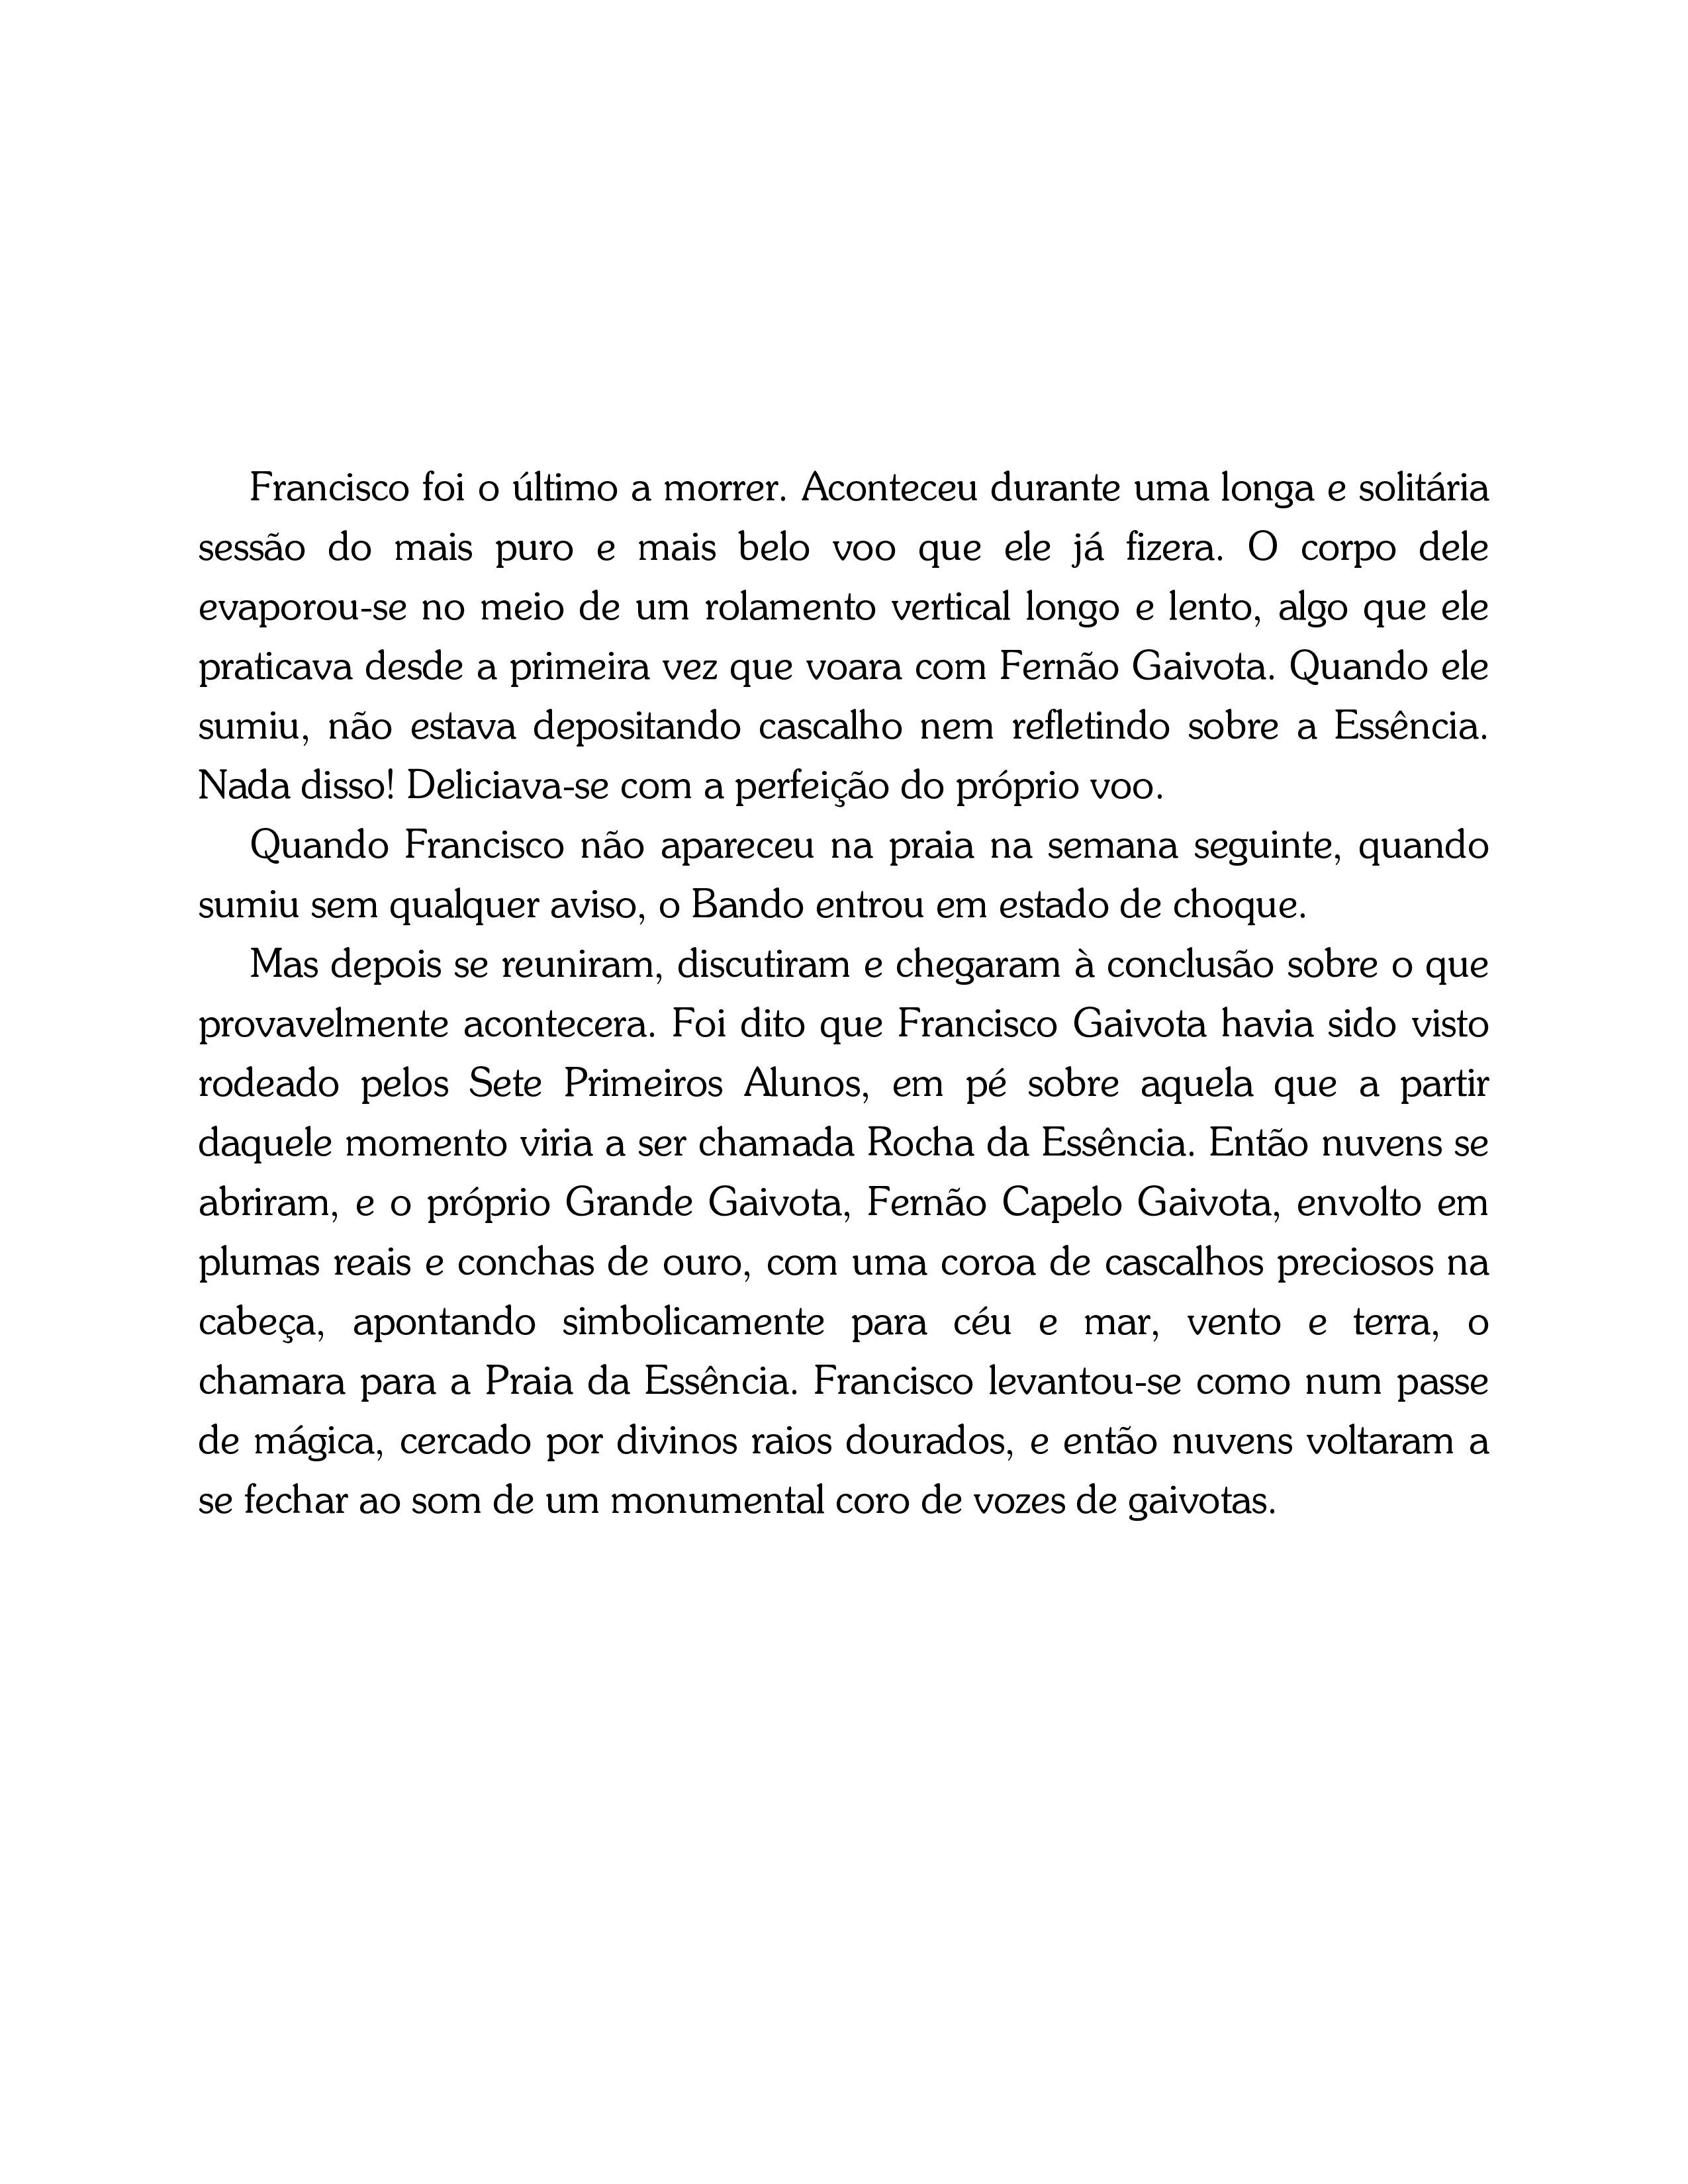 Francisco foi o último a morrer. Aconteceu durante uma longa e solitária
sessão do mais puro e mais belo voo que ele já fizera. O corpo dele
evaporou-se no meio de um rolamento vertical longo e lento, algo que ele
praticava desde a primeira vez que voara com Fernão Gaivota. Quando ele
sumiu, não estava depositando cascalho nem refletindo sobre a Essência.
Nada disso! Deliciava-se com a perfeição do próprio voo.
Quando Francisco não apareceu na praia na semana seguinte, quando
sumiu sem qualquer aviso, o Bando entrou em estado de choque.
Mas depois se reuniram, discutiram e chegaram à conclusão sobre o que
provavelmente acontecera. Foi dito que Francisco Gaivota havia sido visto
rodeado pelos Sete Primeiros Alunos, em pé sobre aquela que a partir
daquele momento viria a ser chamada Rocha da Essência. Então nuvens se
abriram, e o próprio Grande Gaivota, Fernão Capelo Gaivota, envolto em
plumas reais e conchas de ouro, com uma coroa de cascalhos preciosos na
cabeça, apontando simbolicamente para céu e mar, vento e terra, o
chamara para a Praia da Essência. Francisco levantou-se como num passe
de mágica, cercado por divinos raios dourados, e então nuvens voltaram a
se fechar ao som de um monumental coro de vozes de gaivotas.